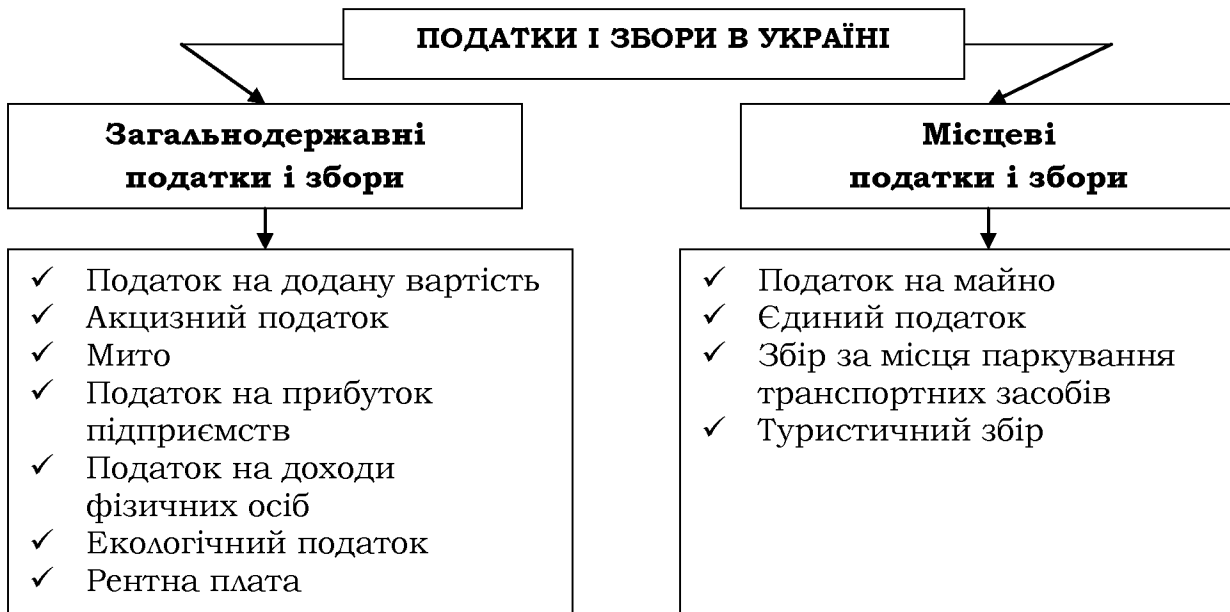 ПОДАТКИ І ЗБОРИ В УКРАЇНІ
Загальнодержавні
податки і збори
✓ Податок на додану вартість
✓ Акцизний податок
✓ Мито
✓ Податок на прибуток
підприємств
✓ Податок на доходи
фізичних осіб
✓ Екологічний податок
✓ Рентна плата
Місцеві
податки і збори
✓ Податок на майно
✓ Єдиний податок
✓ Збір за місця паркування
транспортних засобів
✓ Туристичний збір